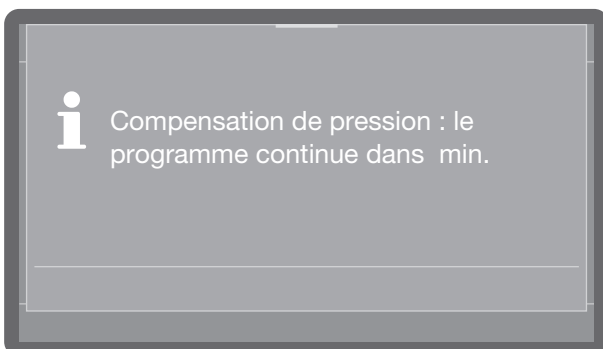 Compensation de pression : le
programme continue dans  min.